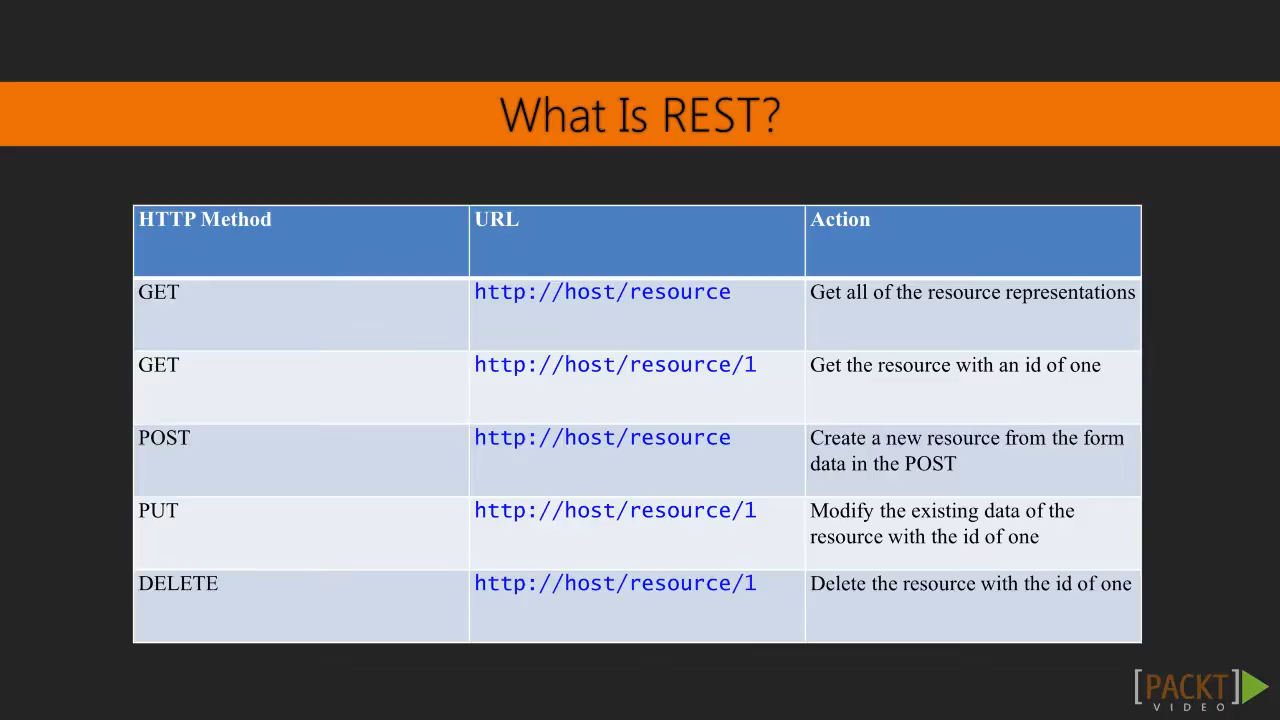 What Is REST?
HTTP Method URL Action
GET http://host/resource Get all of the resource representations
GET http://host/resource/1 Get the resource with an id of one
POST http://host/resource Create a new resource from the form
data in the POST
PUT http://host/resource/1 Modify the existing data of the
resource with the id of one
DELETE http://host/resource/1 Delete the resource with the id of one
[PACKT]
VIDEO